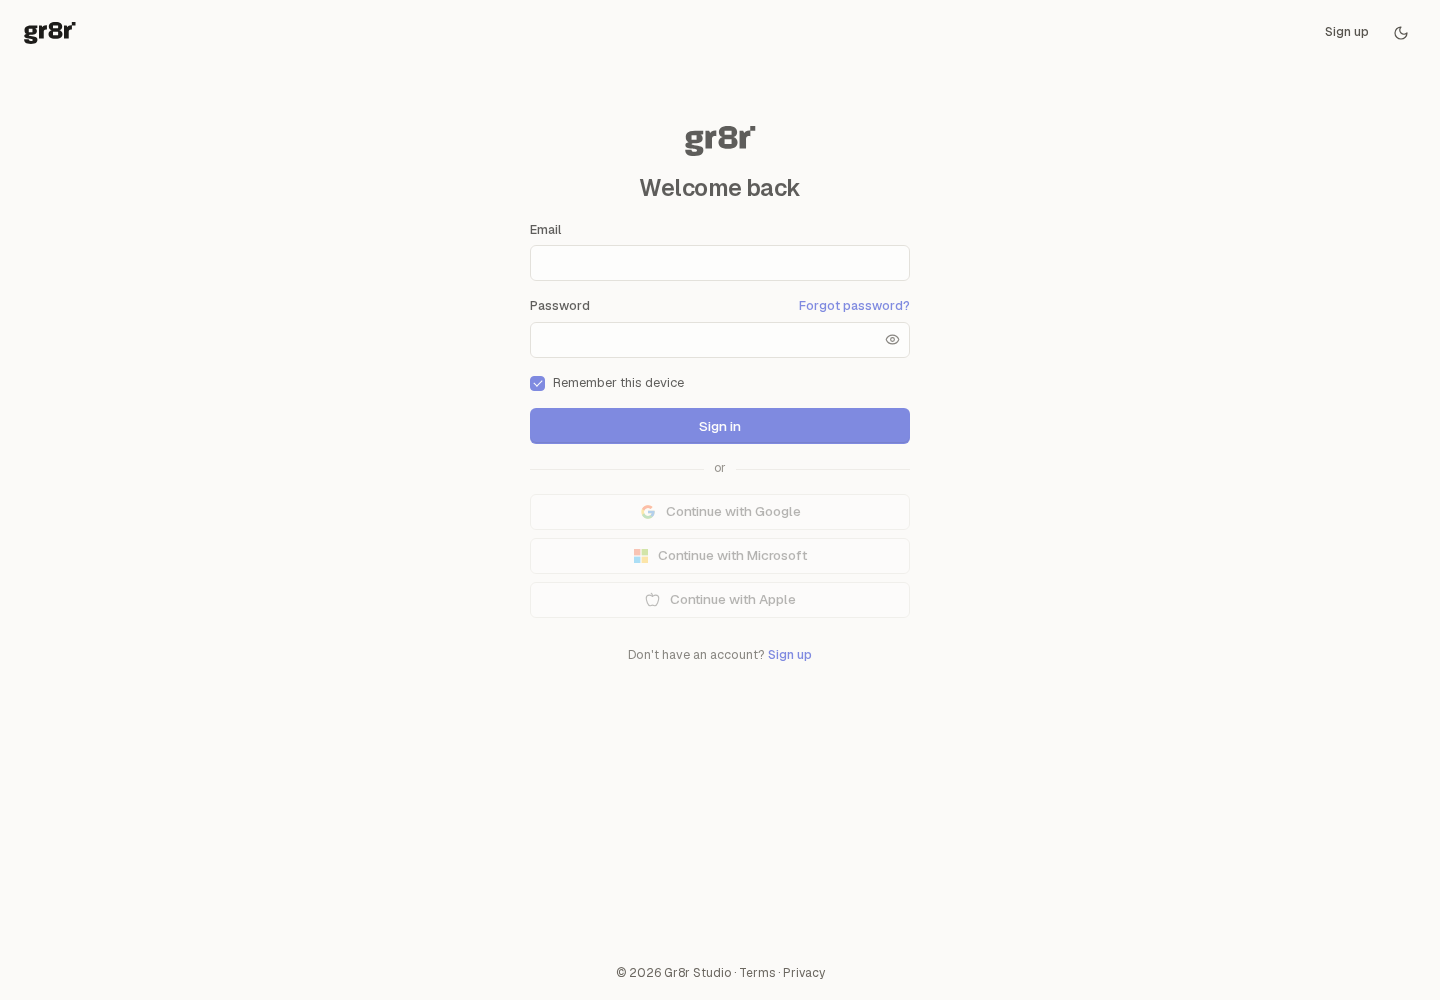 gr8r
Sign up
gr8r
Welcome back
Email
Password
Forgot password?
Remember this device
Sign in
or
Continue with Google
Continue with Microsoft
Continue with Apple
Don't have an account? Sign up
© 2026 Gr8r Studio · Terms · Privacy